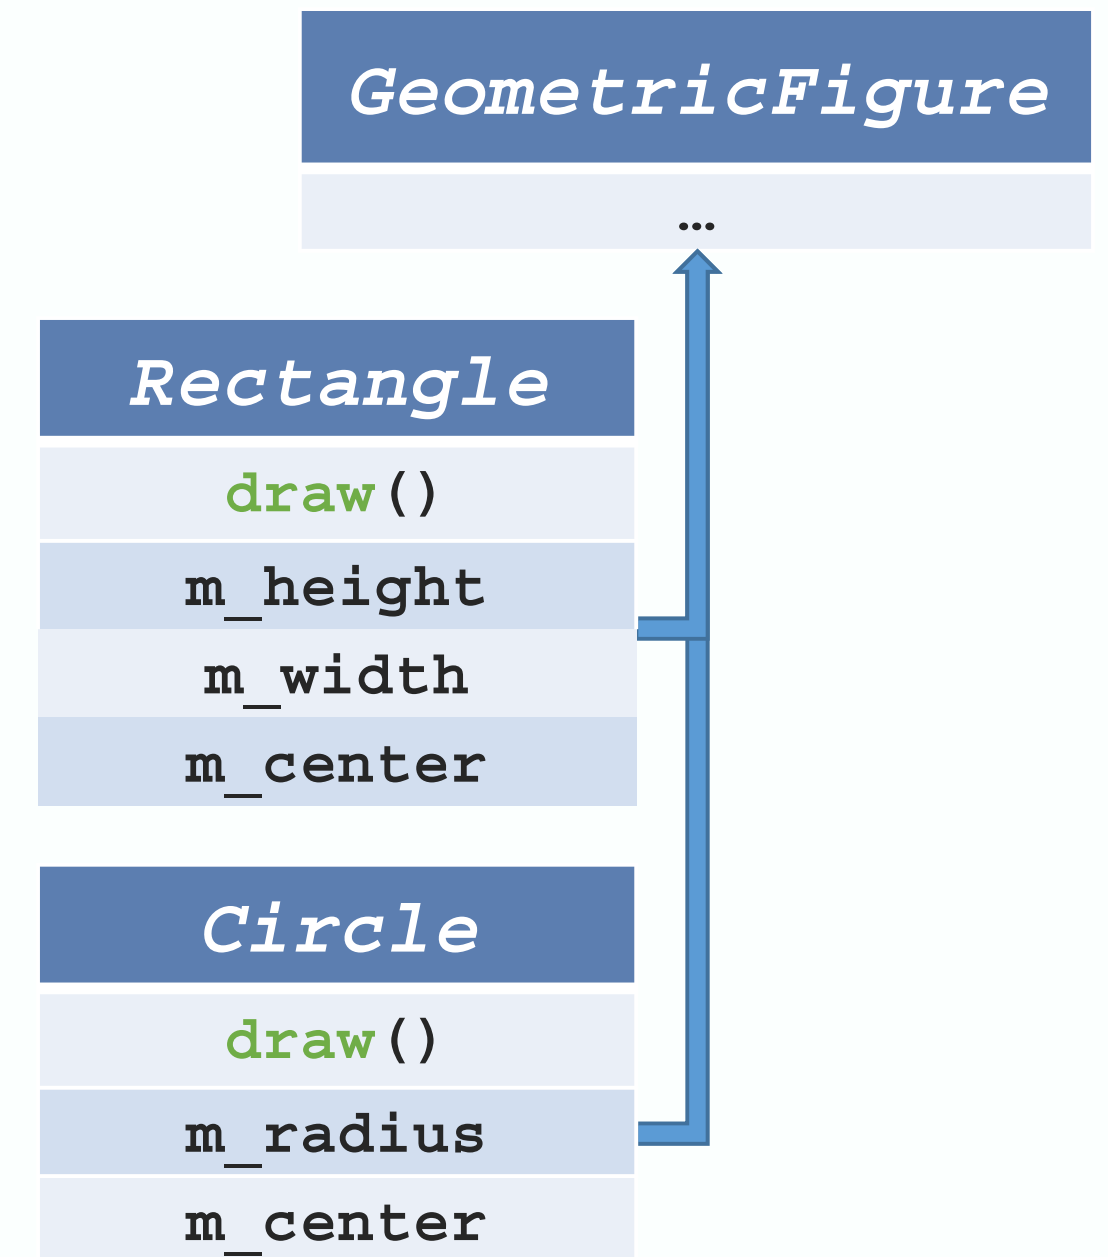 GeometricFigure
…
Rectangle
draw()
m_height
m_width
m_center
Circle
draw()
m_radius
m_center